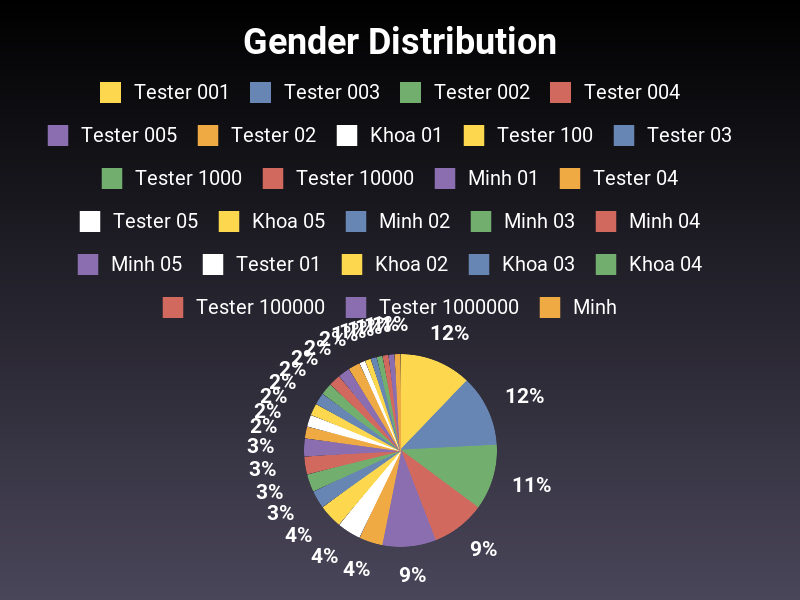 Gender Distribution
Tester 001 Tester 003 Tester 002 Tester 004
Tester 005 Tester 02 Khoa 01 Tester 100 Tester 03
Tester 1000 Tester 10000 Minh 01 Tester 04
Tester 05 Khoa 05 Minh 02 Minh 03 Minh 04
Minh 05 Tester 01 Khoa 02 Khoa 03 Khoa 04
Tester 100000 Tester 1000000 Minh
12%
12%
11%
9%
9%
4%
4%
4%
3%
3%
3%
3%
2%
2%
2%
2%
2%
2%
2%